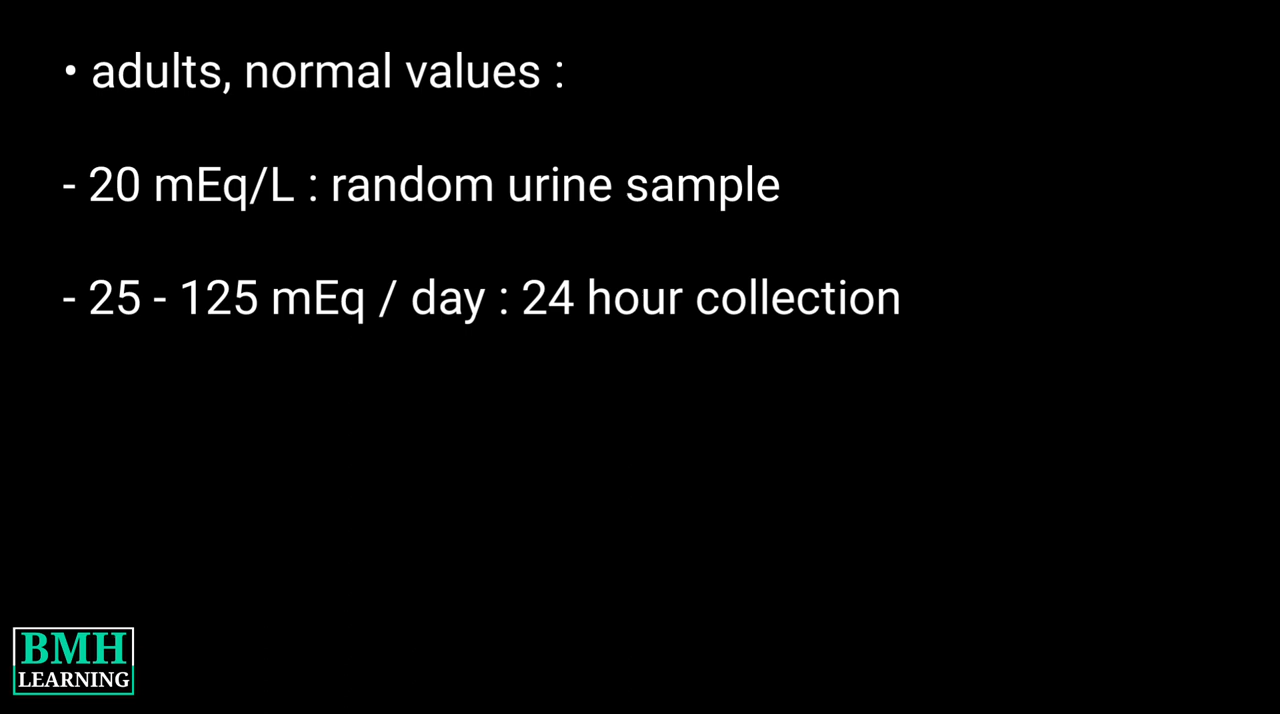 • adults, normal values :
- 20 mEq/L : random urine sample
- 25 - 125 mEq / day : 24 hour collection
BMH
LEARNING